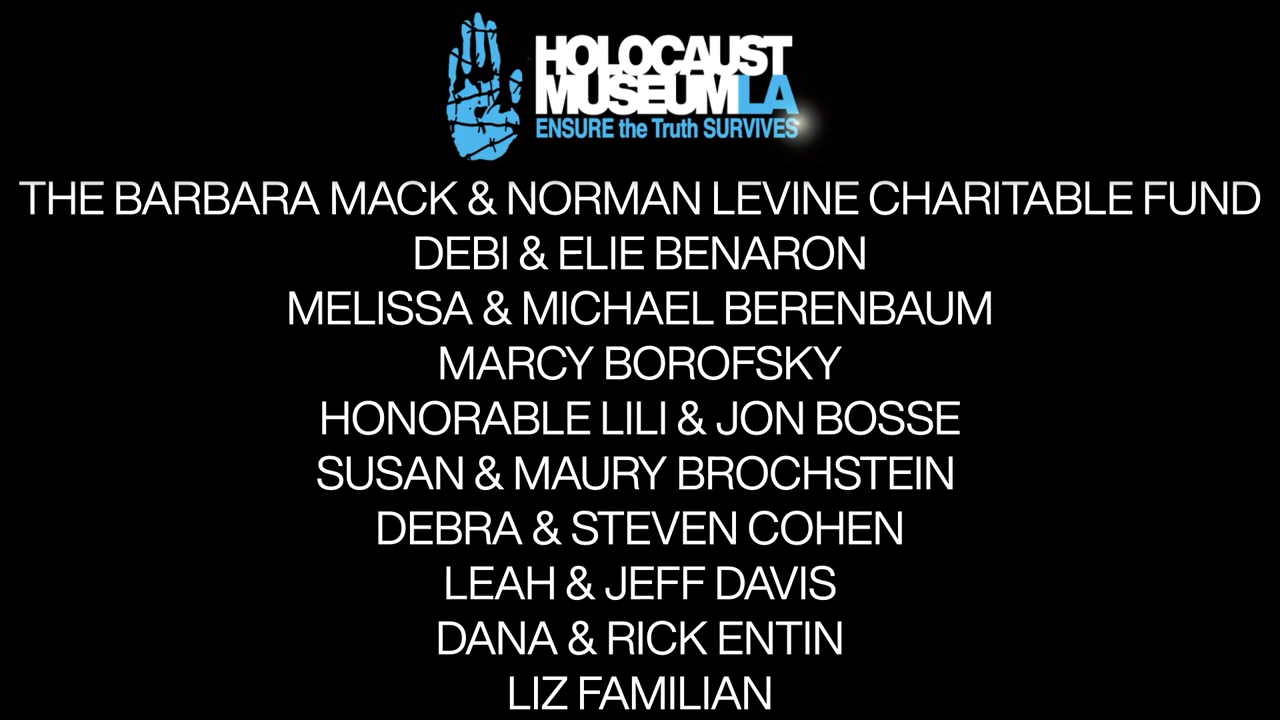 HOLOCAUST
MUSEUMLA
ENSURE the Truth SURVIVES
THE BARBARA MACK & NORMAN LEVINE CHARITABLE FUND
DEBI & ELIE BENARON
MELISSA & MICHAEL BERENBAUM
MARCY BOROFSKY
HONORABLE LILI & JON BOSSE
SUSAN & MAURY BROCHSTEIN
DEBRA & STEVEN COHEN
LEAH & JEFF DAVIS
DANA & RICK ENTIN
LIZ FAMILIAN